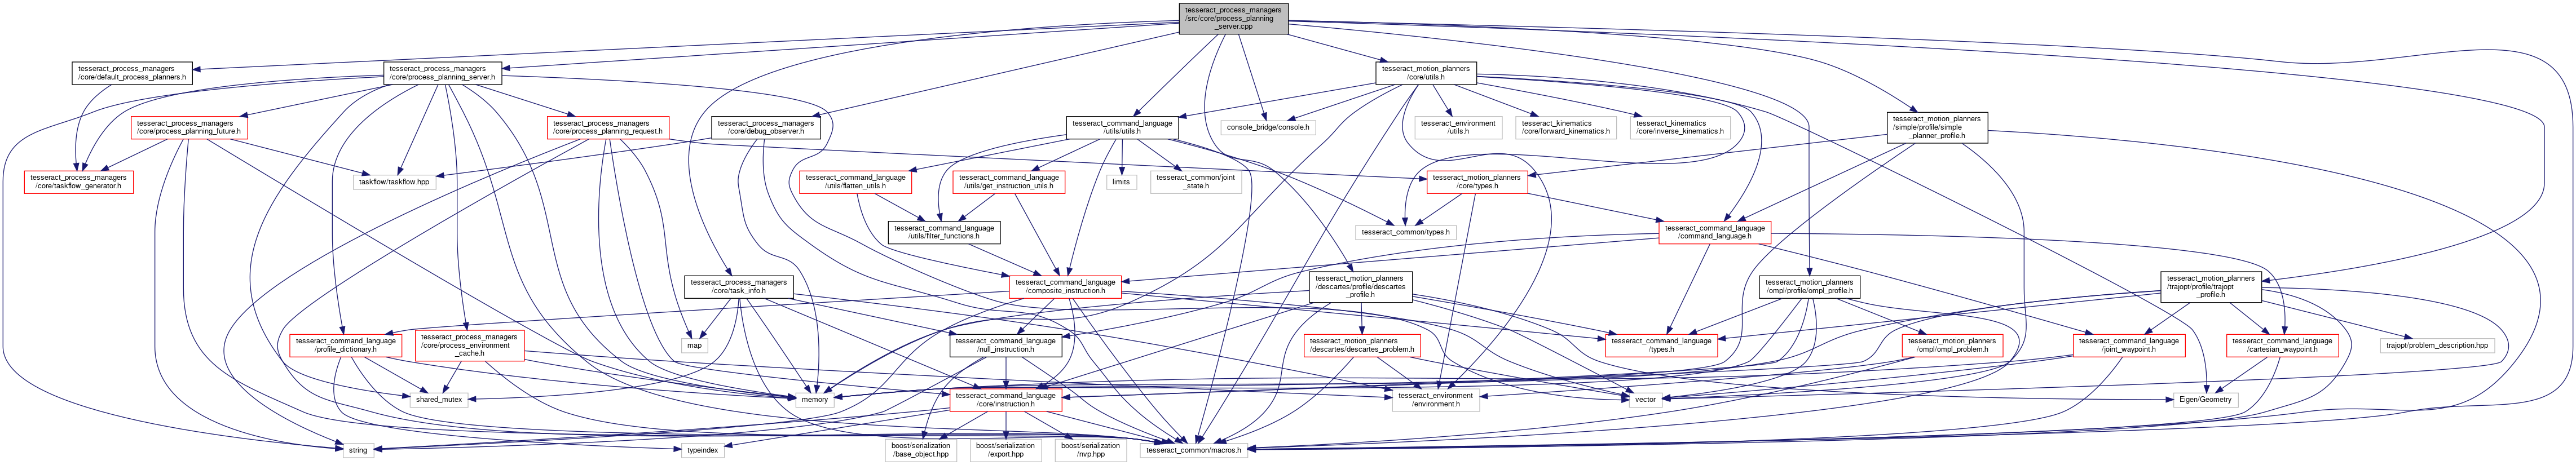 tesseract_process_managers
/src/core/process_planning
_server.cpp
tesseract_process_managers
/core/default_process_planners.h
tesseract_process_managers
/core/process_planning_server.h
tesseract_motion_planners
/core/utils.h
tesseract_process_managers
/core/process_planning_future.h
tesseract_process_managers
/core/process_planning_request.h
tesseract_process_managers
/core/debug_observer.h
tesseract_command_language
/utils/utils.h
console_bridge/console.h
tesseract_environment
/utils.h
tesseract_kinematics
/core/forward_kinematics.h
tesseract_kinematics
/core/inverse_kinematics.h
tesseract_motion_planners
/simple/profile/simple
_planner_profile.h
tesseract_process_managers
/core/taskflow_generator.h
taskflow/taskflow.hpp
tesseract_command_language
/utils/flatten_utils.h
tesseract_command_language
/utils/get_instruction_utils.h
limits
tesseract_common/joint
_state.h
tesseract_motion_planners
/core/types.h
tesseract_command_language
/utils/filter_functions.h
tesseract_common/types.h
tesseract_command_language
/command_language.h
tesseract_process_managers
/core/task_info.h
tesseract_command_language
/composite_instruction.h
tesseract_motion_planners
/descartes/profile/descartes
_profile.h
tesseract_motion_planners
/ompl/profile/ompl_profile.h
tesseract_motion_planners
/trajopt/profile/trajopt
_profile.h
tesseract_command_language
/profile_dictionary.h
tesseract_process_managers
/core/process_environment
_cache.h
map
tesseract_command_language
/null_instruction.h
tesseract_motion_planners
/descartes/descartes_problem.h
tesseract_command_language
/types.h
tesseract_motion_planners
/ompl/ompl_problem.h
tesseract_command_language
/joint_waypoint.h
tesseract_command_language
/cartesian_waypoint.h
trajopt/problem_description.hpp
shared_mutex
memory
tesseract_command_language
/core/instruction.h
tesseract_environment
/environment.h
vector
Eigen/Geometry
string
typeindex
boost/serialization
/base_object.hpp
boost/serialization
/export.hpp
boost/serialization
/nvp.hpp
tesseract_common/macros.h